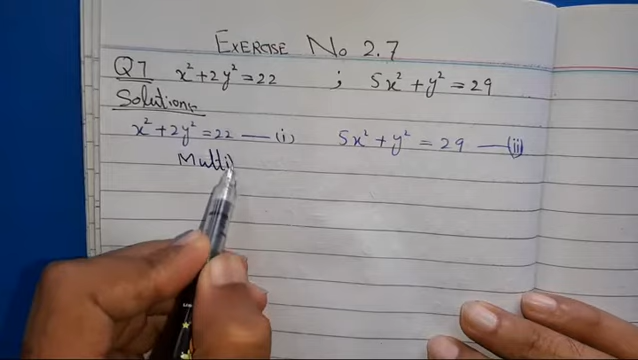 EXERCISE No 2.7
Q7 x²+2y²=22 ; 5x²+y²=29
Solution:-
x²+2y²=22 —(i) 5x²+y²=29 —(ii)
Multi